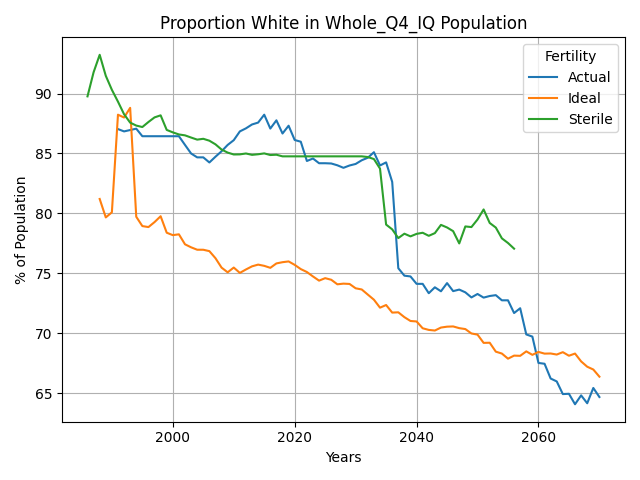 Proportion White in Whole_Q4_IQ Population
Fertility
Actual
Ideal
Sterile
% of Population
90
85
80
75
70
65
2000
2020
2040
2060
Years